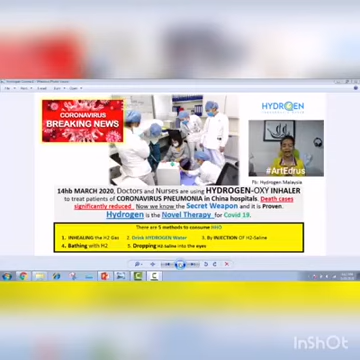 CORONAVIRUS
BREAKING NEWS
HYDROGEN
#ArtEdrus
Fb: Hydrogen Malaysia
14hb MARCH 2020, Doctors and Nurses are using HYDROGEN-OXY INHALER
to treat patients of CORONAVIRUS PNEUMONIA in China hospitals. Death cases
significantly reduced. Now we know the Secret Weapon and it is Proven.
Hydrogen is the Novel Therapy for Covid 19.
There are 5 methods to consume
1. INHEALING the H2 Gas 2. Drink HYDROGEN Water 3. By INJECTION OF H2-Saline
4. Bathing with H2 5. Dropping H2 Saline into the eyes
InShot